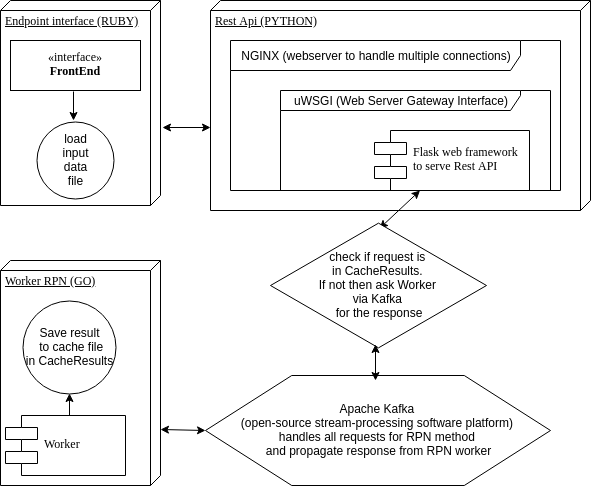 Endpoint interface (RUBY)
«interface»
FrontEnd
load
input
data
file
Rest Api (PYTHON)
NGINX (webserver to handle multiple connections)
uWSGI (Web Server Gateway Interface)
Flask web framework
to serve Rest API
check if request is
in CacheResults.
If not then ask Worker
via Kafka
for the response
Worker RPN (GO)
Save result
to cache file
in CacheResults
Worker
Apache Kafka
(open-source stream-processing software platform)
handles all requests for RPN method
and propagate response from RPN worker